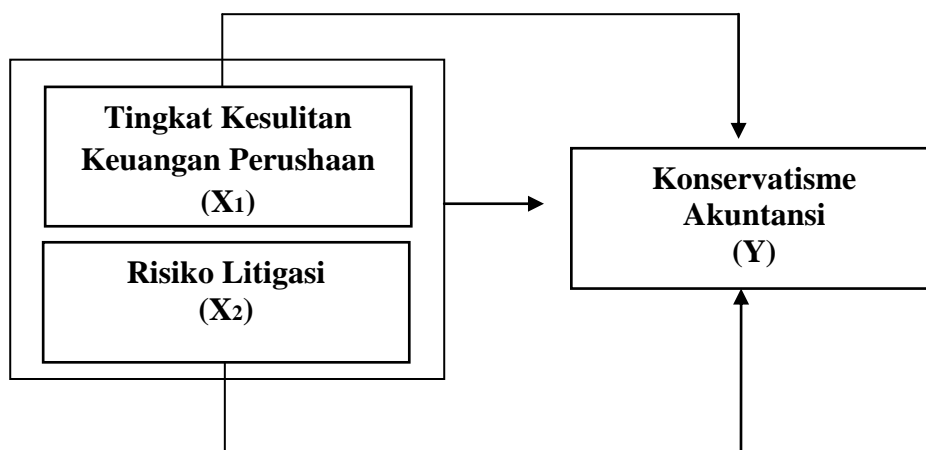 Tingkat Kesulitan
Keuangan Perushaan
(X1)
Konservatisme
Akuntansi
(Y)
Risiko Litigasi
(X2)